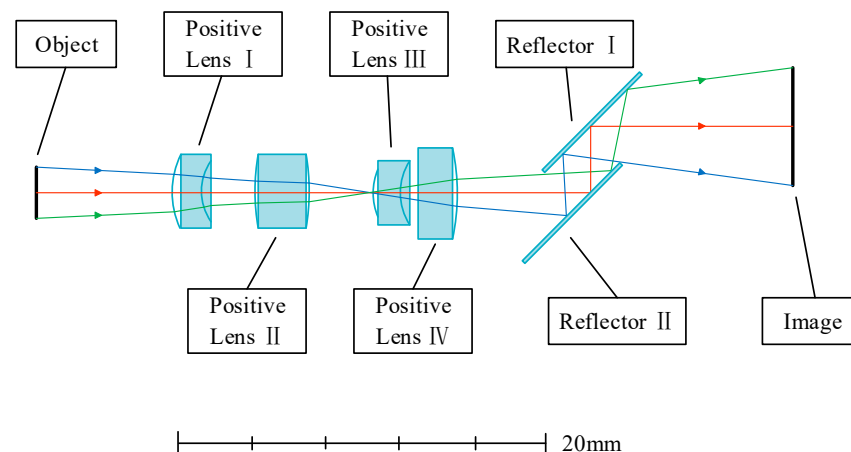 Object
Positive
Lens Ⅰ
Positive
Lens Ⅲ
Reflector Ⅰ
Positive
Lens Ⅱ
Positive
Lens Ⅳ
Reflector Ⅱ
Image
20mm